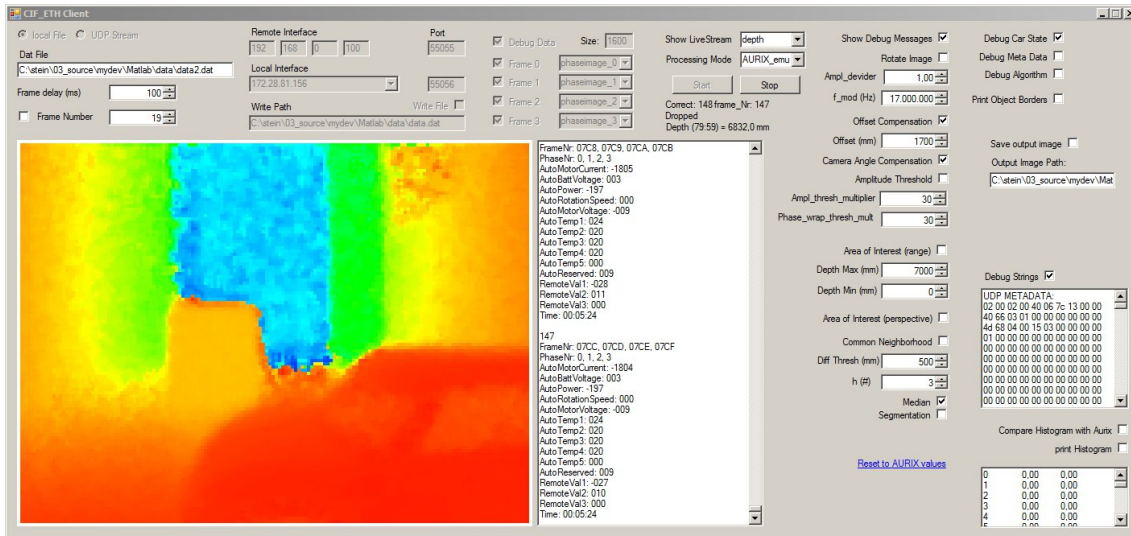 CIF_ETH Client
local File
UDP Stream
Dat File
C:\stein\03_source\mydev\Matlab\data\data2.dat
Frame delay (ms)
100
Frame Number
19
Remote Interface
192 168 0 100
Port
55055
Local Interface
172.28.81.156
55056
Write Path
Write File
C:\stein\03_source\mydev\Matlab\data\data.dat
Debug Data
Size: 1600
Frame 0 phaseimage_0
Frame 1 phaseimage_1
Frame 2 phaseimage_2
Frame 3 phaseimage_3
Show LiveStream depth
Processing Mode AURIX_emu
Start
Stop
Correct: 148 frame_Nr: 147
Dropped
Depth (79:59) = 6832,0 mm
FrameNr: 07C8, 07C9, 07CA, 07CB
PhaseNr: 0, 1, 2, 3
AutoMotorCurrent: -1805
AutoBattVoltage: 003
AutoPower: -197
AutoRotationSpeed: 000
AutoMotorVoltage: -009
AutoTemp1: 024
AutoTemp2: 020
AutoTemp3: 020
AutoTemp4: 020
AutoTemp5: 000
AutoReserved: 009
RemoteVal1: -028
RemoteVal2: 011
RemoteVal3: 000
Time: 00:05:24
147
FrameNr: 07CC, 07CD, 07CE, 07CF
PhaseNr: 0, 1, 2, 3
AutoMotorCurrent: -1804
AutoBattVoltage: 003
AutoPower: -197
AutoRotationSpeed: 000
AutoMotorVoltage: -009
AutoTemp1: 024
AutoTemp2: 020
AutoTemp3: 020
AutoTemp4: 020
AutoTemp5: 000
AutoReserved: 009
RemoteVal1: -027
RemoteVal2: 010
RemoteVal3: 000
Time: 00:05:24
Show Debug Messages
Rotate Image
Ampl_devider 1,00
f_mod (Hz) 17.000.000
Offset Compensation
Offset (mm) 1700
Camera Angle Compensation
Amplitude Threshold
Ampl_thresh_multiplier 30
Phase_wrap_thresh_mult 30
Area of Interest (range)
Depth Max (mm) 7000
Depth Min (mm) 0
Area of Interest (perspective)
Common Neighborhood
Diff Thresh (mm) 500
h (#) 3
Median
Segmentation
Reset to AURIX values
Debug Car State
Debug Meta Data
Debug Algorithm
Print Object Borders
Save output image
Output Image Path:
C:\stein\03_source\mydev\Mat
Debug Strings
UDP METADATA:
02 00 02 00 40 06 7c 13 00 00
40 66 03 01 00 00 00 00 00 00
4d 68 04 00 15 03 00 00 00 00
01 00 00 00 00 00 00 00 00 00
00 00 00 00 00 00 00 00 00 00
00 00 00 00 00 00 00 00 00 00
00 00 00 00 00 00 00 00 00 00
00 00 00 00 00 00 00 00 00 00
00 00 00 00 00 00 00 00 00 00
00 00 00 00 00 00 00 00 00 00
Compare Histogram with Aurix
print Histogram
0 0,00 0,00
1 0,00 0,00
2 0,00 0,00
3 0,00 0,00
4 0,00 0,00